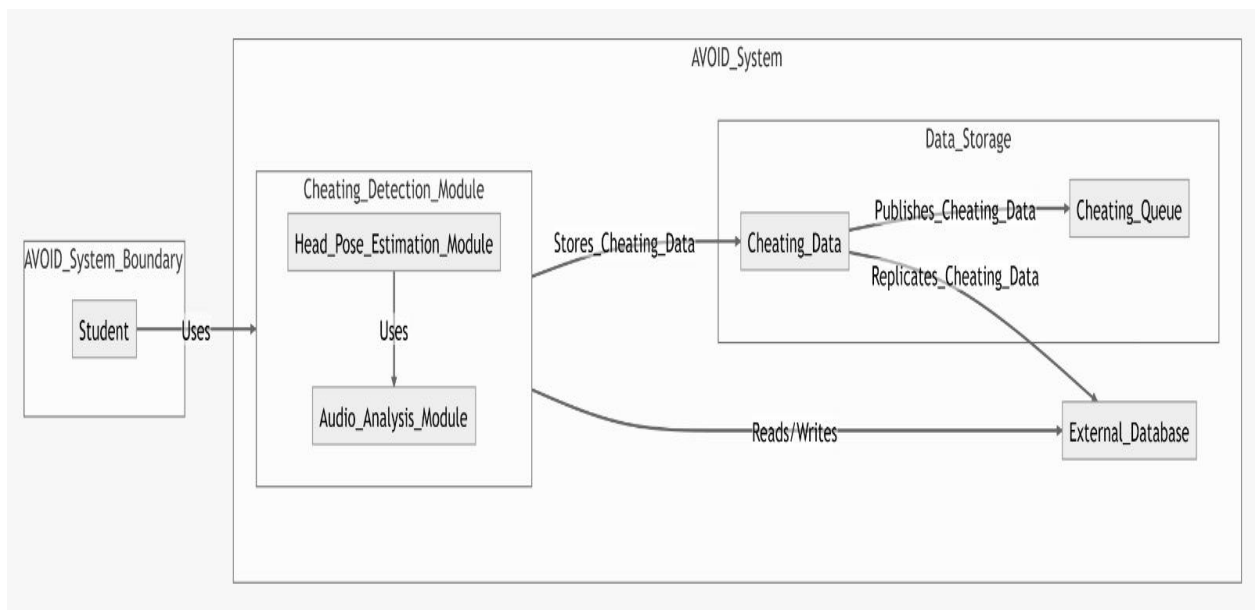 AVOID_System
Data_Storage
Cheating_Detection_Module
Head_Pose_Estimation_Module
Stores_Cheating_Data
Cheating_Data
Publishes_Cheating_Data
Cheating_Queue
Replicates_Cheating_Data
AVOID_System_Boundary
Student
Uses
Uses
Audio_Analysis_Module
Reads/Writes
External_Database